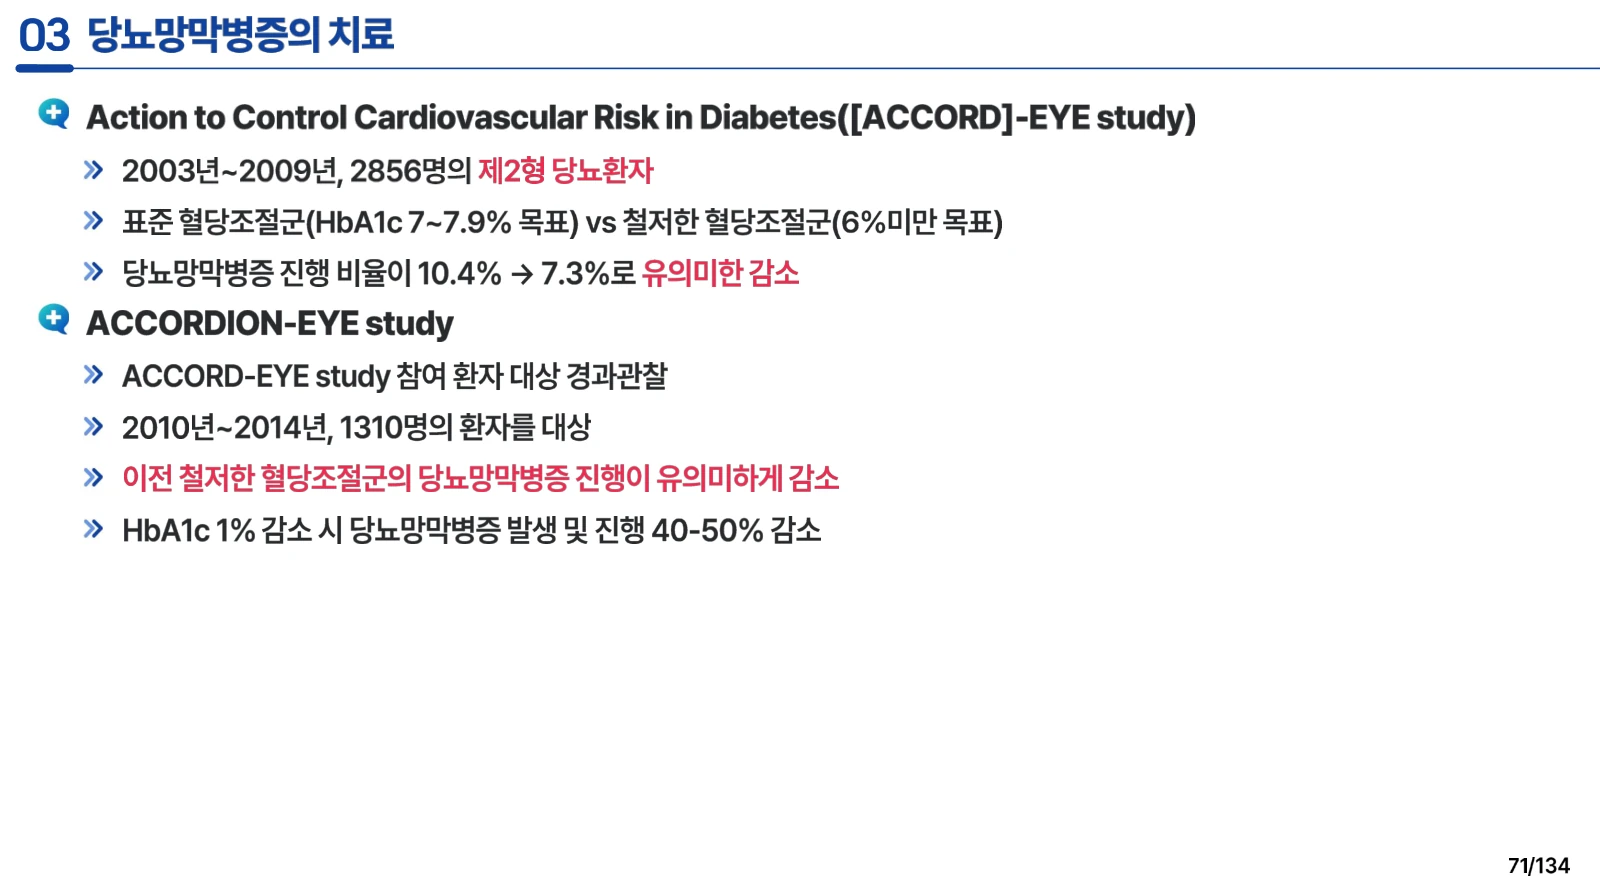 03 당뇨망막병증의 치료
Action to Control Cardiovascular Risk in Diabetes([ACCORD]-EYE study)
2003년~2009년, 2856명의 제2형 당뇨환자
표준 혈당조절군(HbA1c 7~7.9% 목표) vs 철저한 혈당조절군(6%미만 목표)
당뇨망막병증 진행 비율이 10.4% → 7.3%로 유의미한 감소
ACCORDION-EYE study
ACCORD-EYE study 참여 환자 대상 경과관찰
2010년~2014년, 1310명의 환자를 대상
이전 철저한 혈당조절군의 당뇨망막병증 진행이 유의미하게 감소
HbA1c 1% 감소 시 당뇨망막병증 발생 및 진행 40-50% 감소
71/134